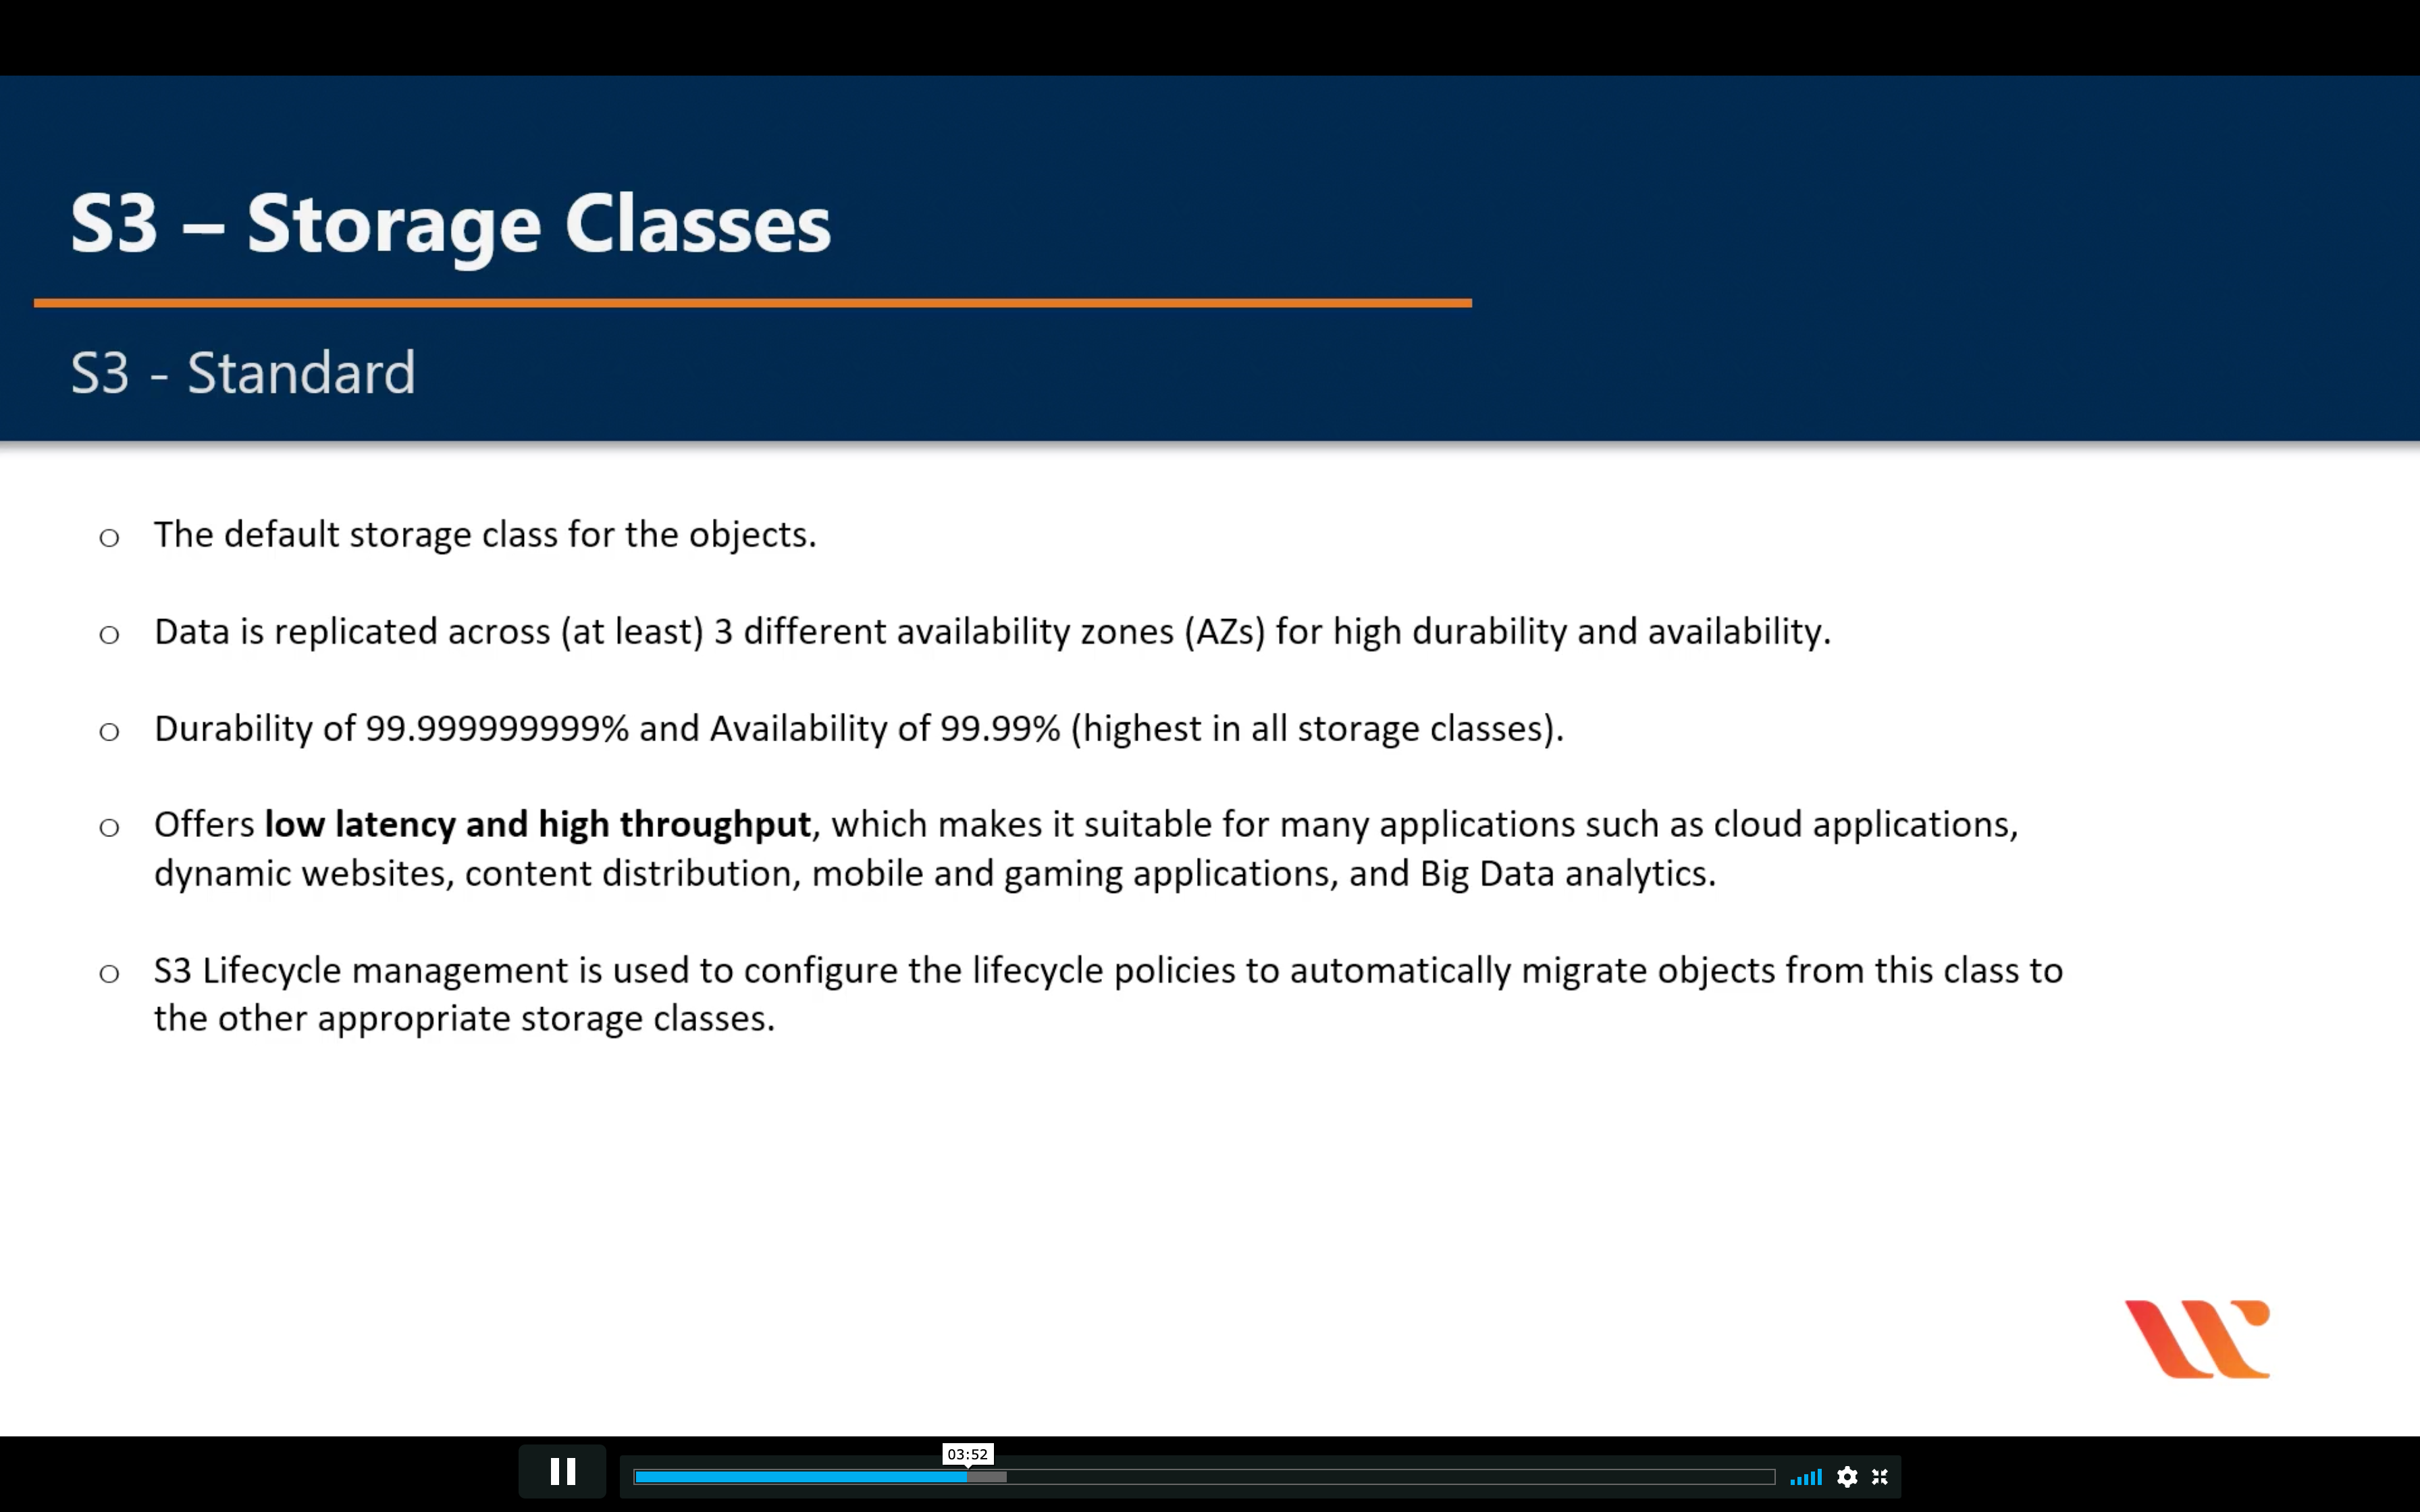 S3 – Storage Classes
S3 - Standard
o The default storage class for the objects.
o Data is replicated across (at least) 3 different availability zones (AZs) for high durability and availability.
o Durability of 99.999999999% and Availability of 99.99% (highest in all storage classes).
o Offers low latency and high throughput, which makes it suitable for many applications such as cloud applications,
dynamic websites, content distribution, mobile and gaming applications, and Big Data analytics.
o S3 Lifecycle management is used to configure the lifecycle policies to automatically migrate objects from this class to
the other appropriate storage classes.
03:52